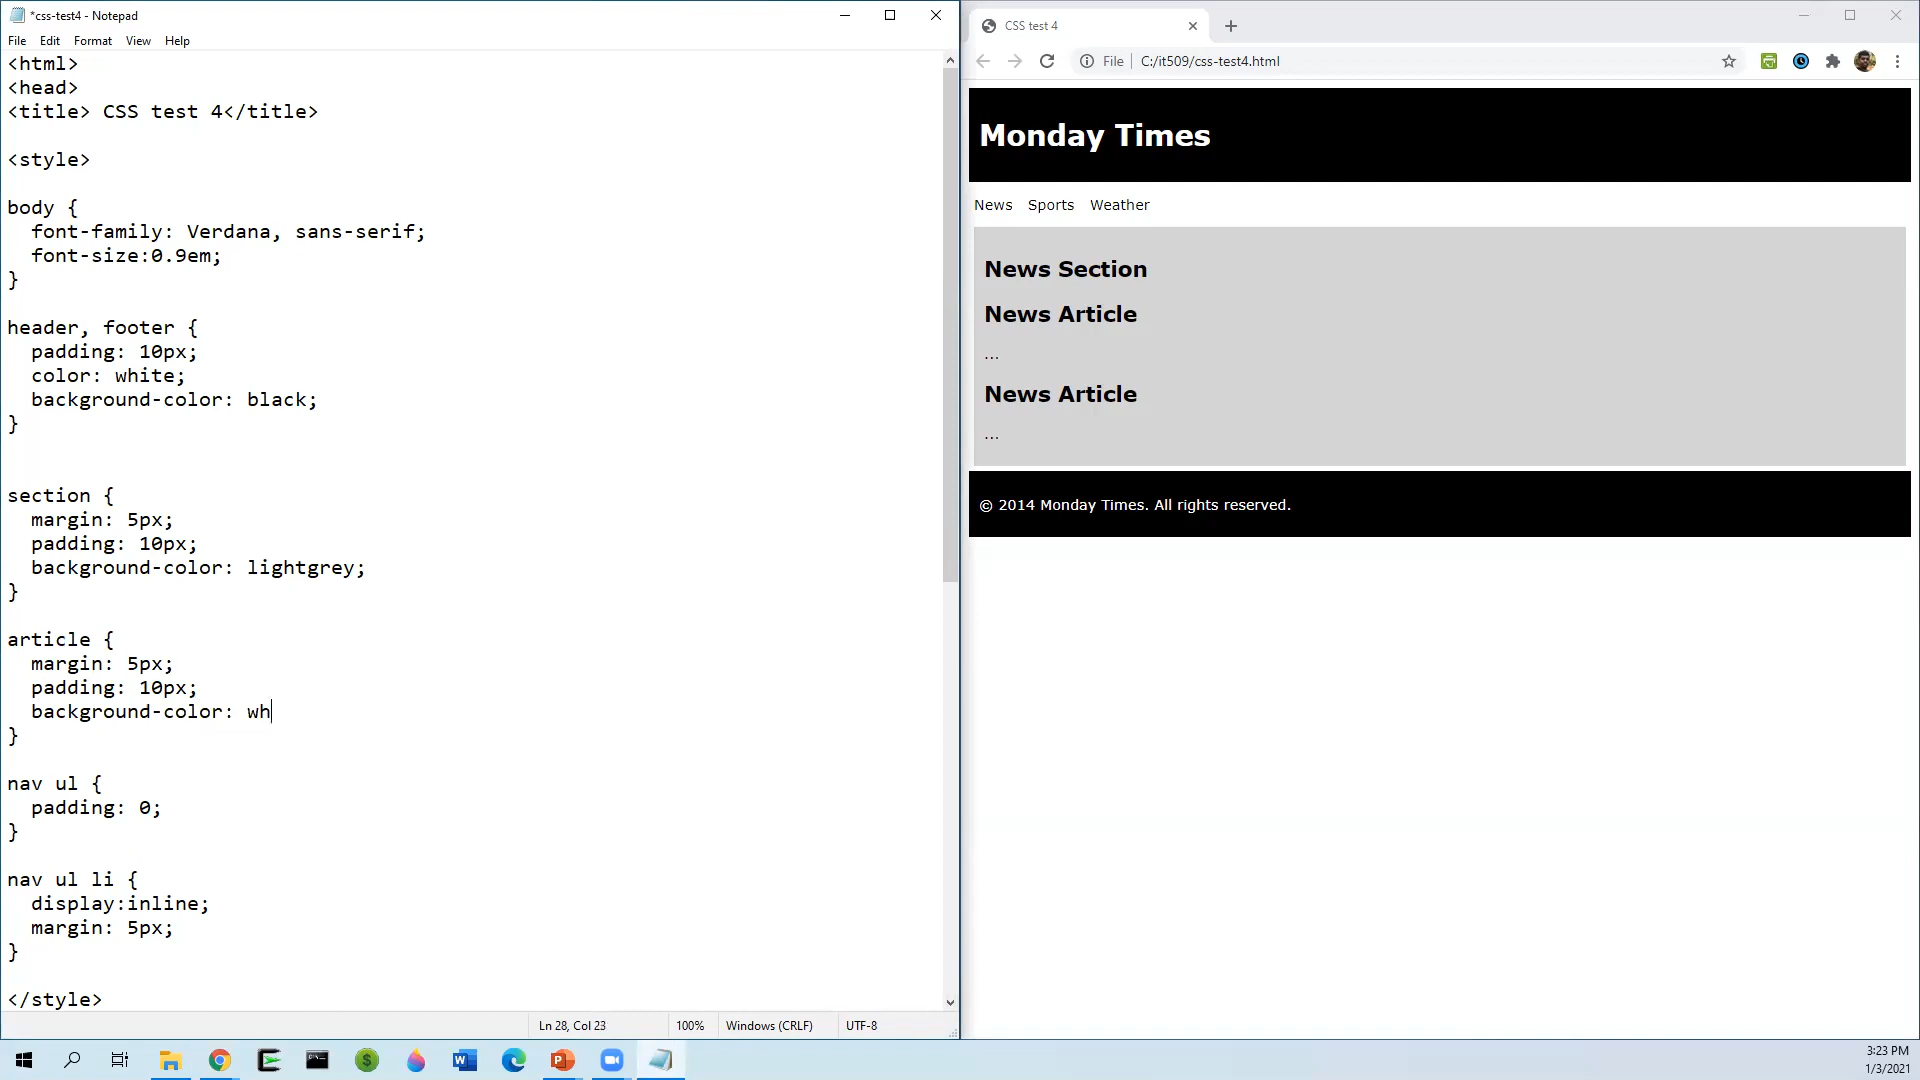 *css-test4 - Notepad
File Edit Format View Help
<html>
<head>
<title> CSS test 4</title>
<style>
body {
font-family: Verdana, sans-serif;
font-size:0.9em;
}
header, footer {
padding: 10px;
color: white;
background-color: black;
}
section {
margin: 5px;
padding: 10px;
background-color: lightgrey;
}
article {
margin: 5px;
padding: 10px;
background-color: wh
}
nav ul {
padding: 0;
}
nav ul li {
display:inline;
margin: 5px;
}
</style>
Ln 28, Col 23 100% Windows (CRLF) UTF-8
CSS test 4
File C:/it509/css-test4.html
Monday Times
News Sports Weather
News Section
News Article
...
News Article
...
© 2014 Monday Times. All rights reserved.
3:23 PM
1/3/2021